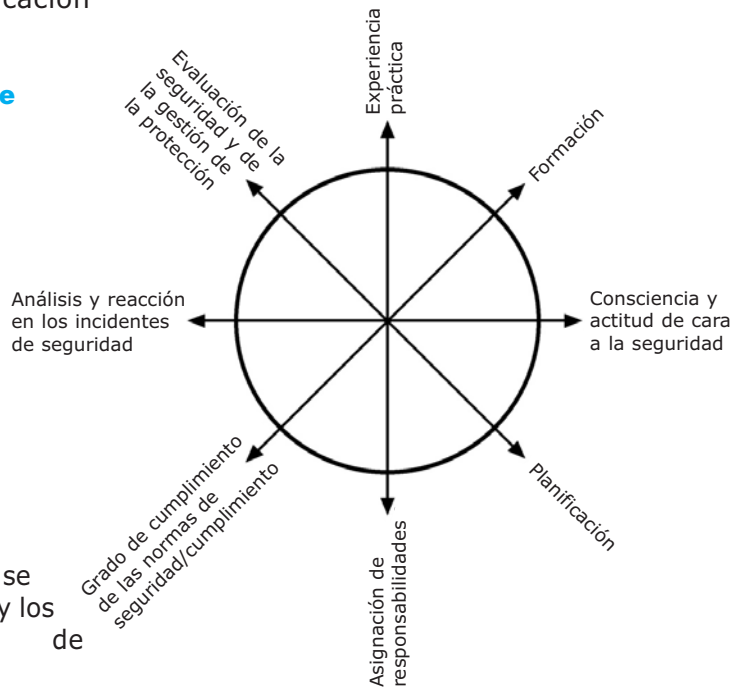 cación
e
Experiencia
práctica
Formación
Consciencia y
actitud de cara
a la seguridad
Planificación
Asignación de
responsabilidades
Grado de cumplimiento
de las normas de
seguridad/cumplimiento
Análisis y reacción
en los incidentes
de seguridad
Evaluación de la
seguridad y de
la gestión de
la protección
se
y los
de